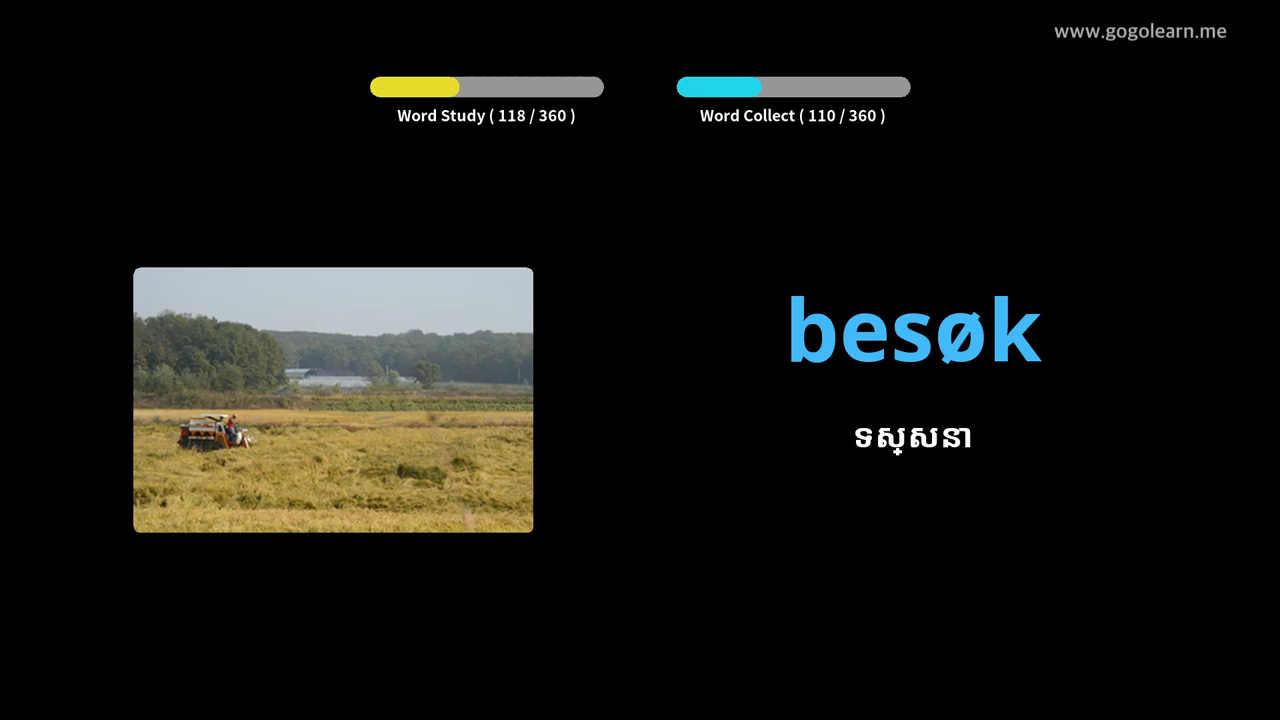 www.gogolearn.me
Word Study ( 118 / 360 )
Word Collect ( 110 / 360 )
besøk
ទស្សនា